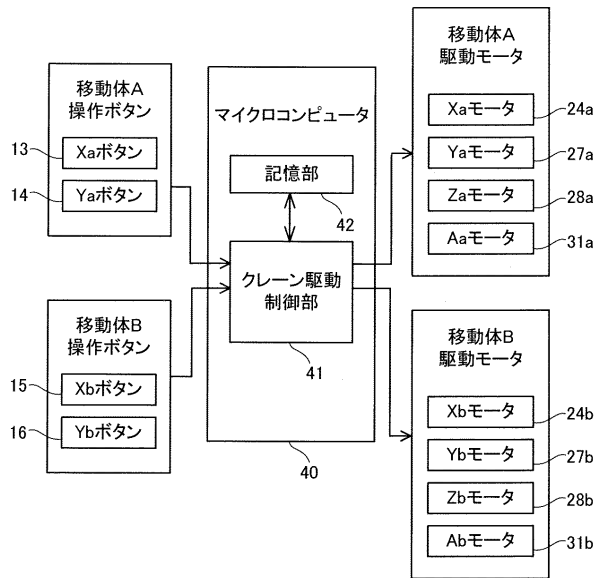 移動体A
操作ボタン
13
Xaボタン
14
Yaボタン
移動体B
操作ボタン
15
Xbボタン
16
Ybボタン
マイクロコンピュータ
記憶部
42
クレーン駆動
制御部
41
40
移動体A
駆動モータ
Xaモータ
24a
Yaモータ
27a
Zaモータ
28a
Aaモータ
31a
移動体B
駆動モータ
Xbモータ
24b
Ybモータ
27b
Zbモータ
28b
Abモータ
31b